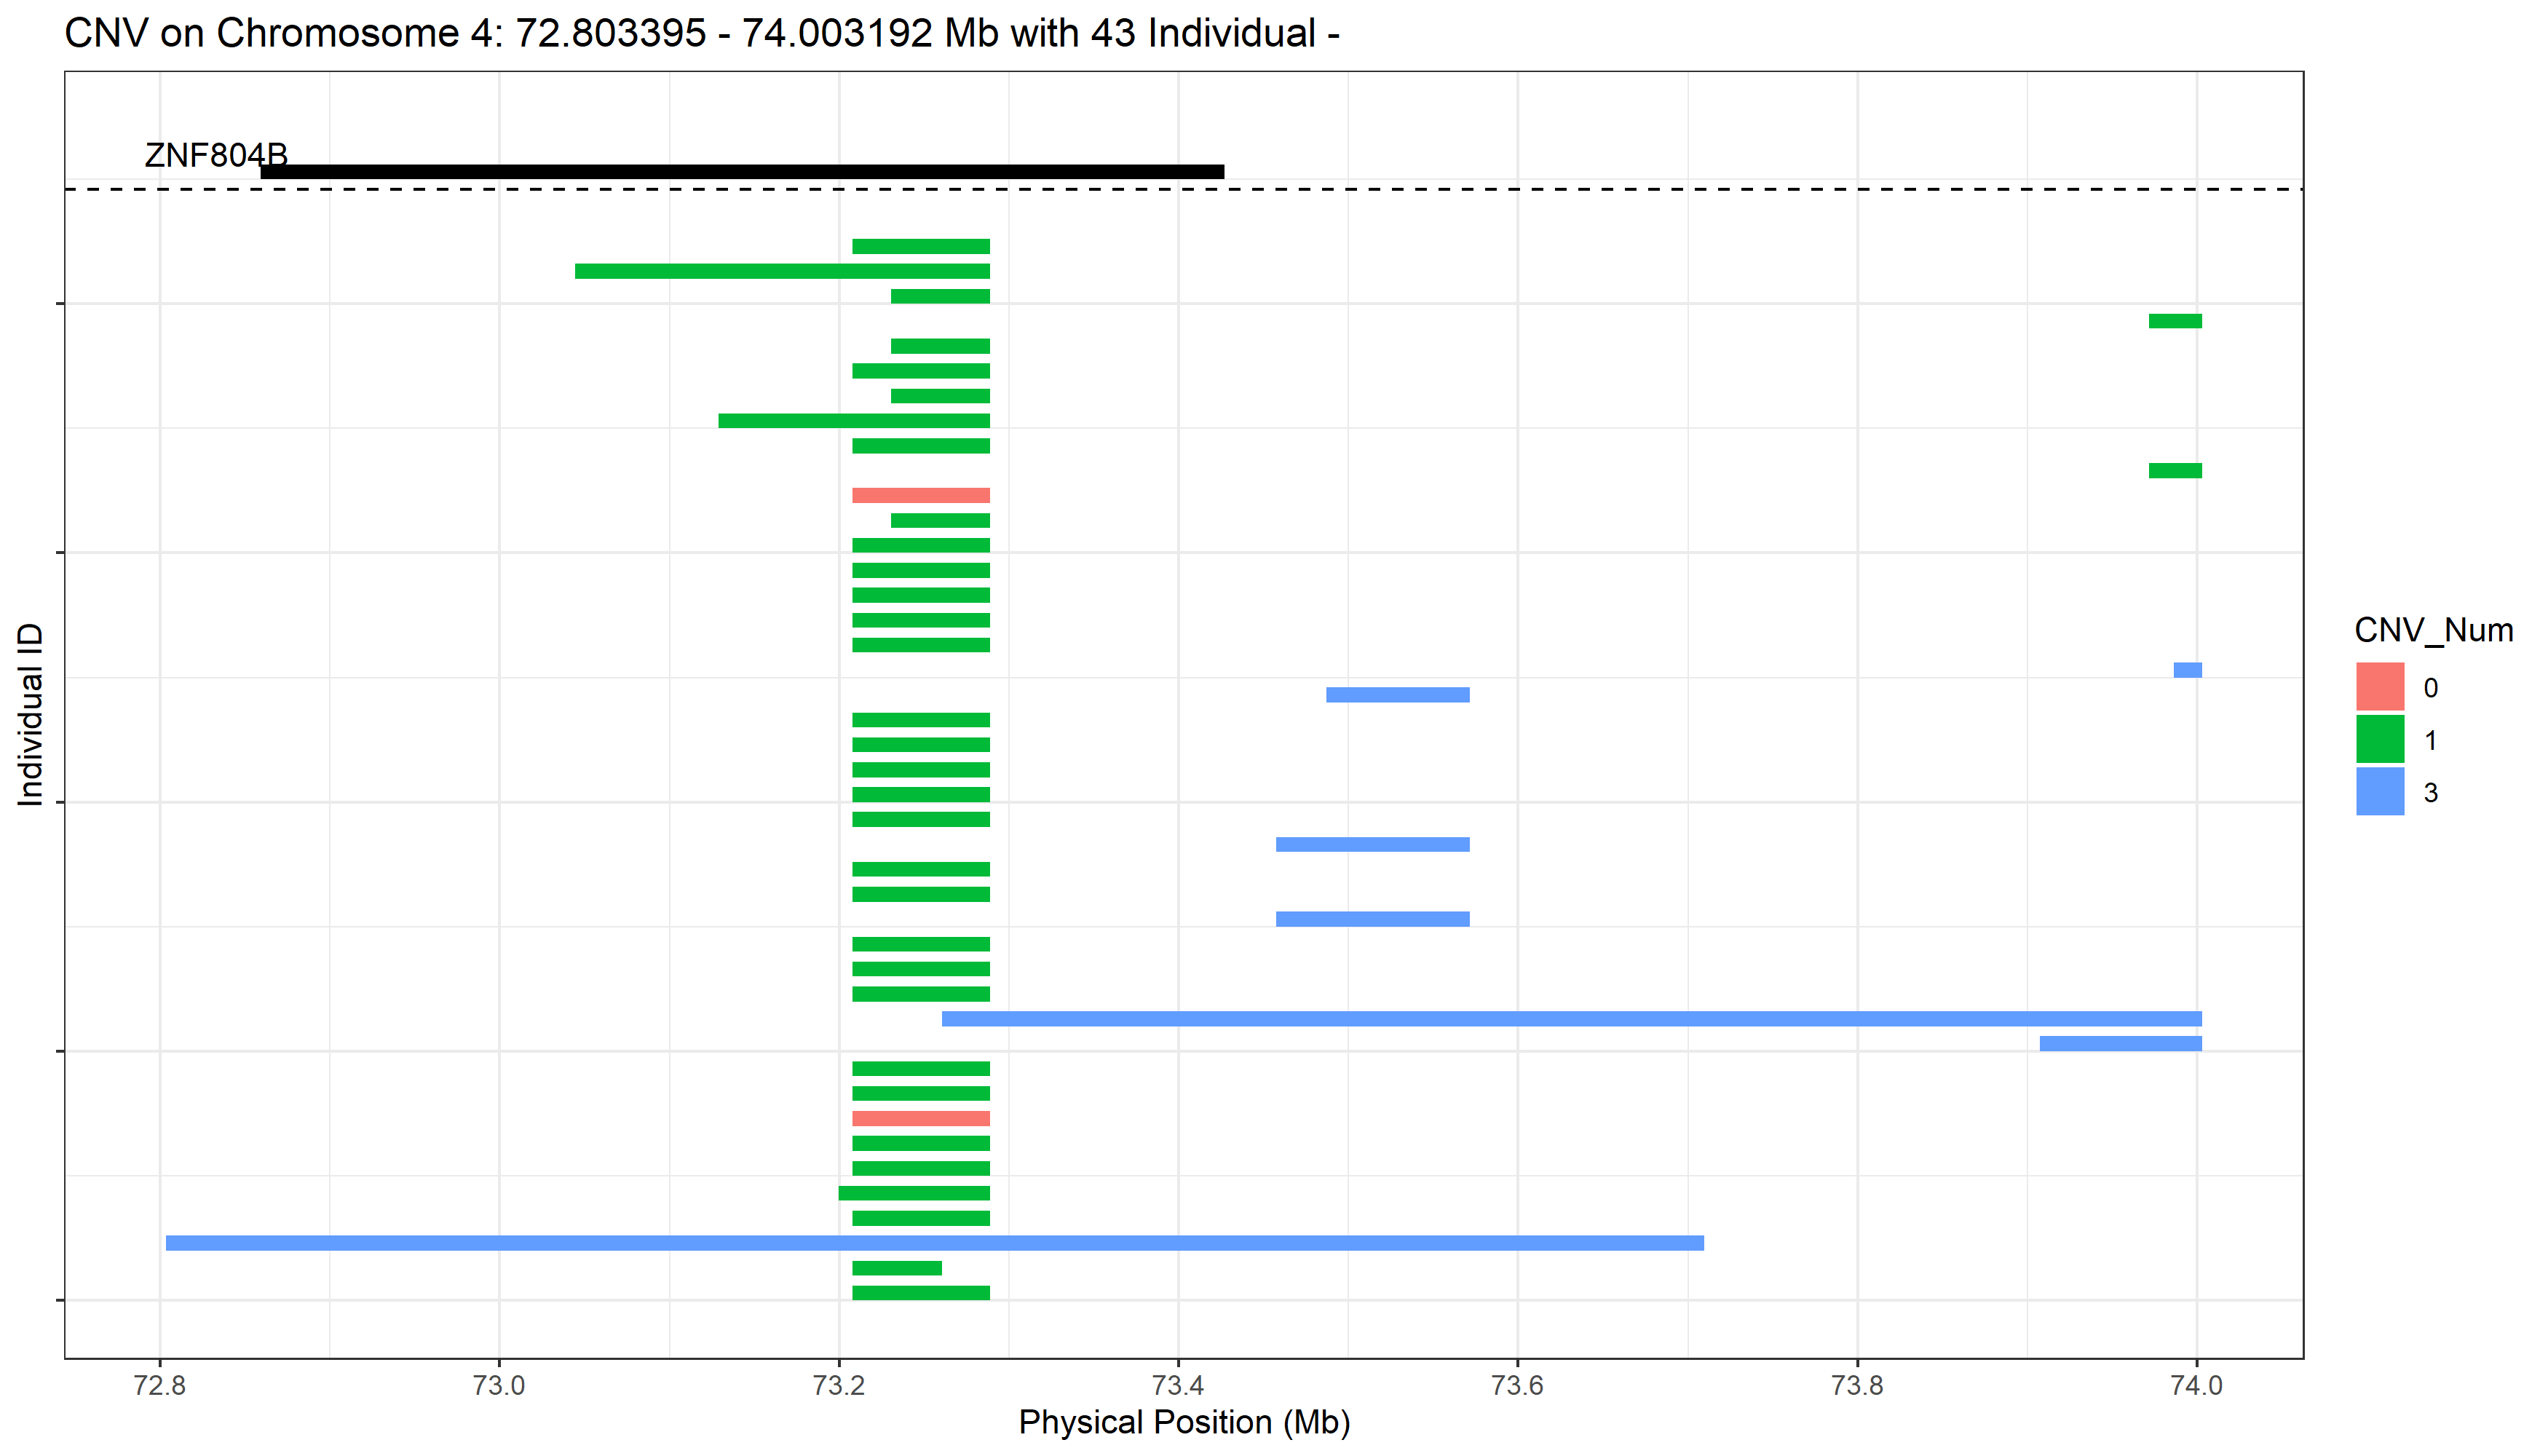 CNV on Chromosome 4: 72.803395 - 74.003192 Mb with 43 Individual -
ZNF804B
Individual ID
CNV_Num
0
1
3
72.8 73.0 73.2 73.4 73.6 73.8 74.0
Physical Position (Mb)